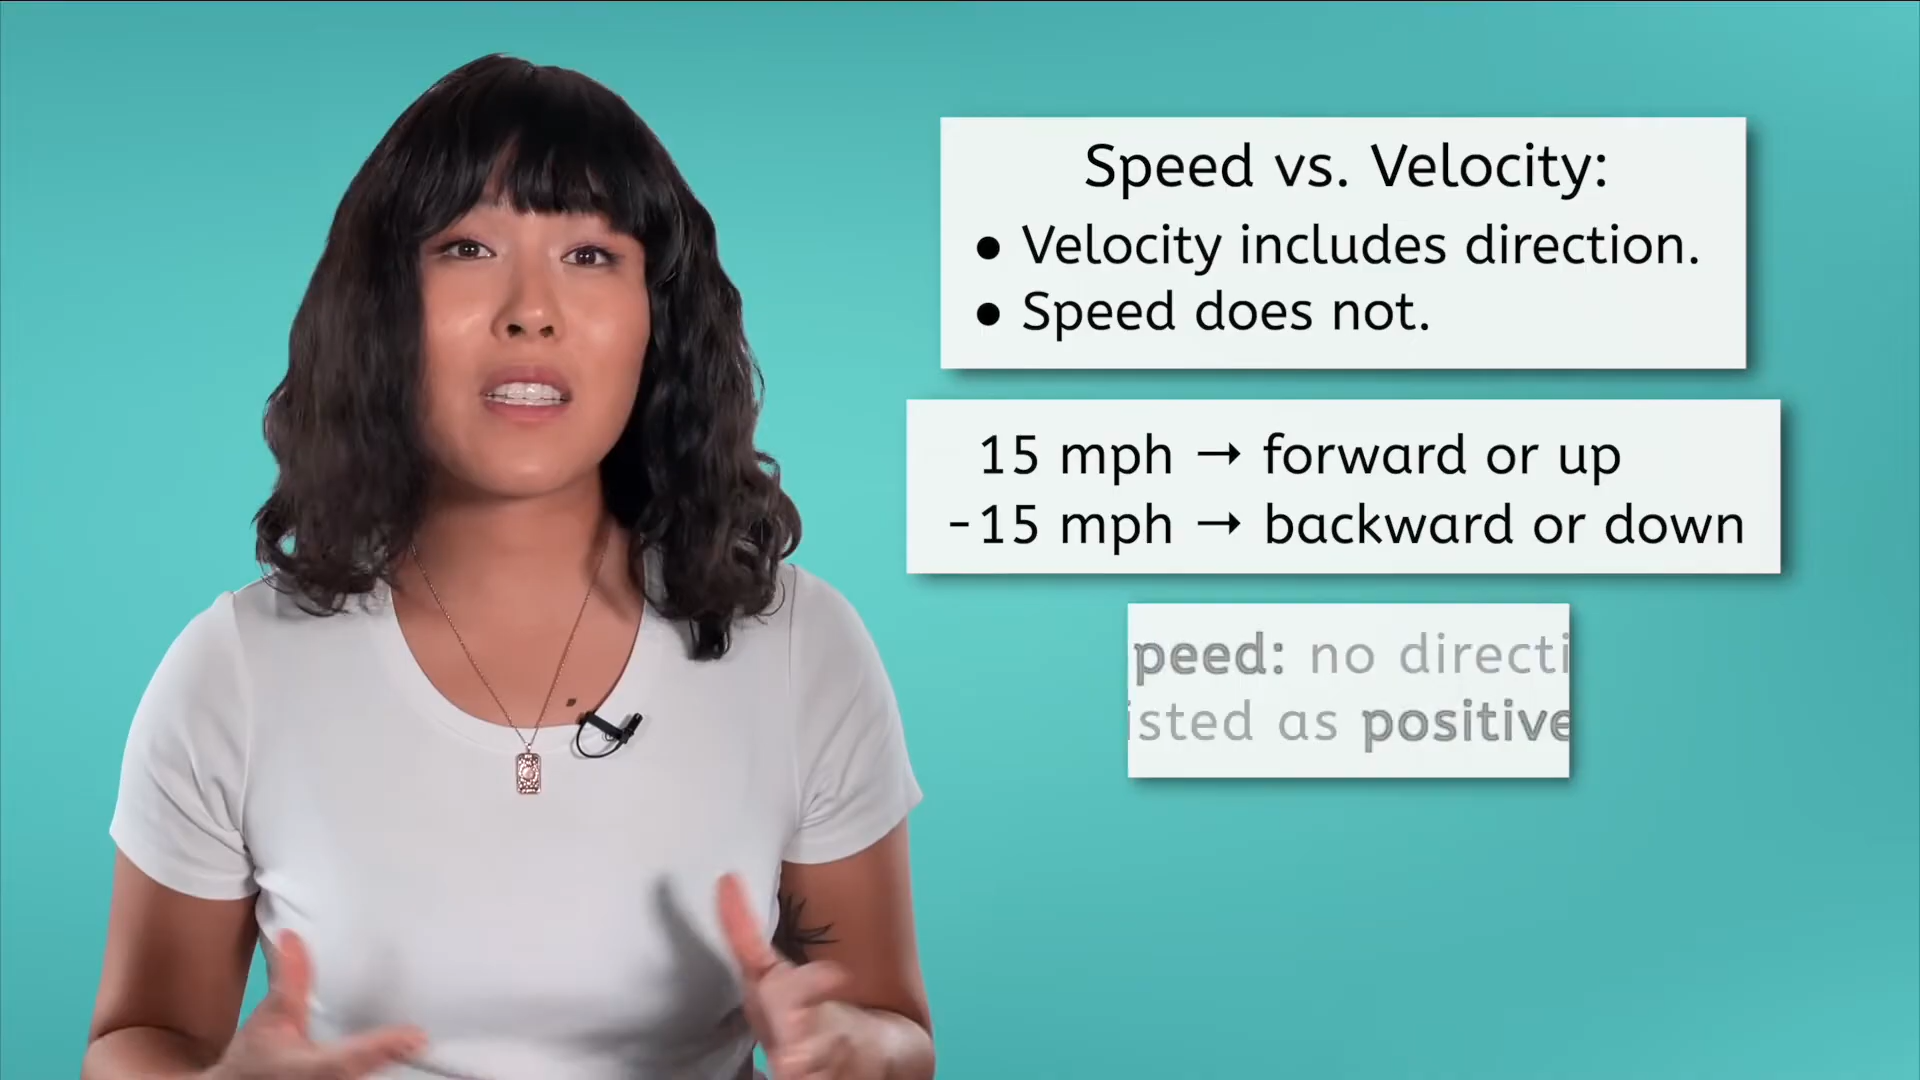 Speed vs. Velocity:
● Velocity includes direction.
● Speed does not.
15 mph → forward or up
-15 mph → backward or down
peed: no directi
isted as positive